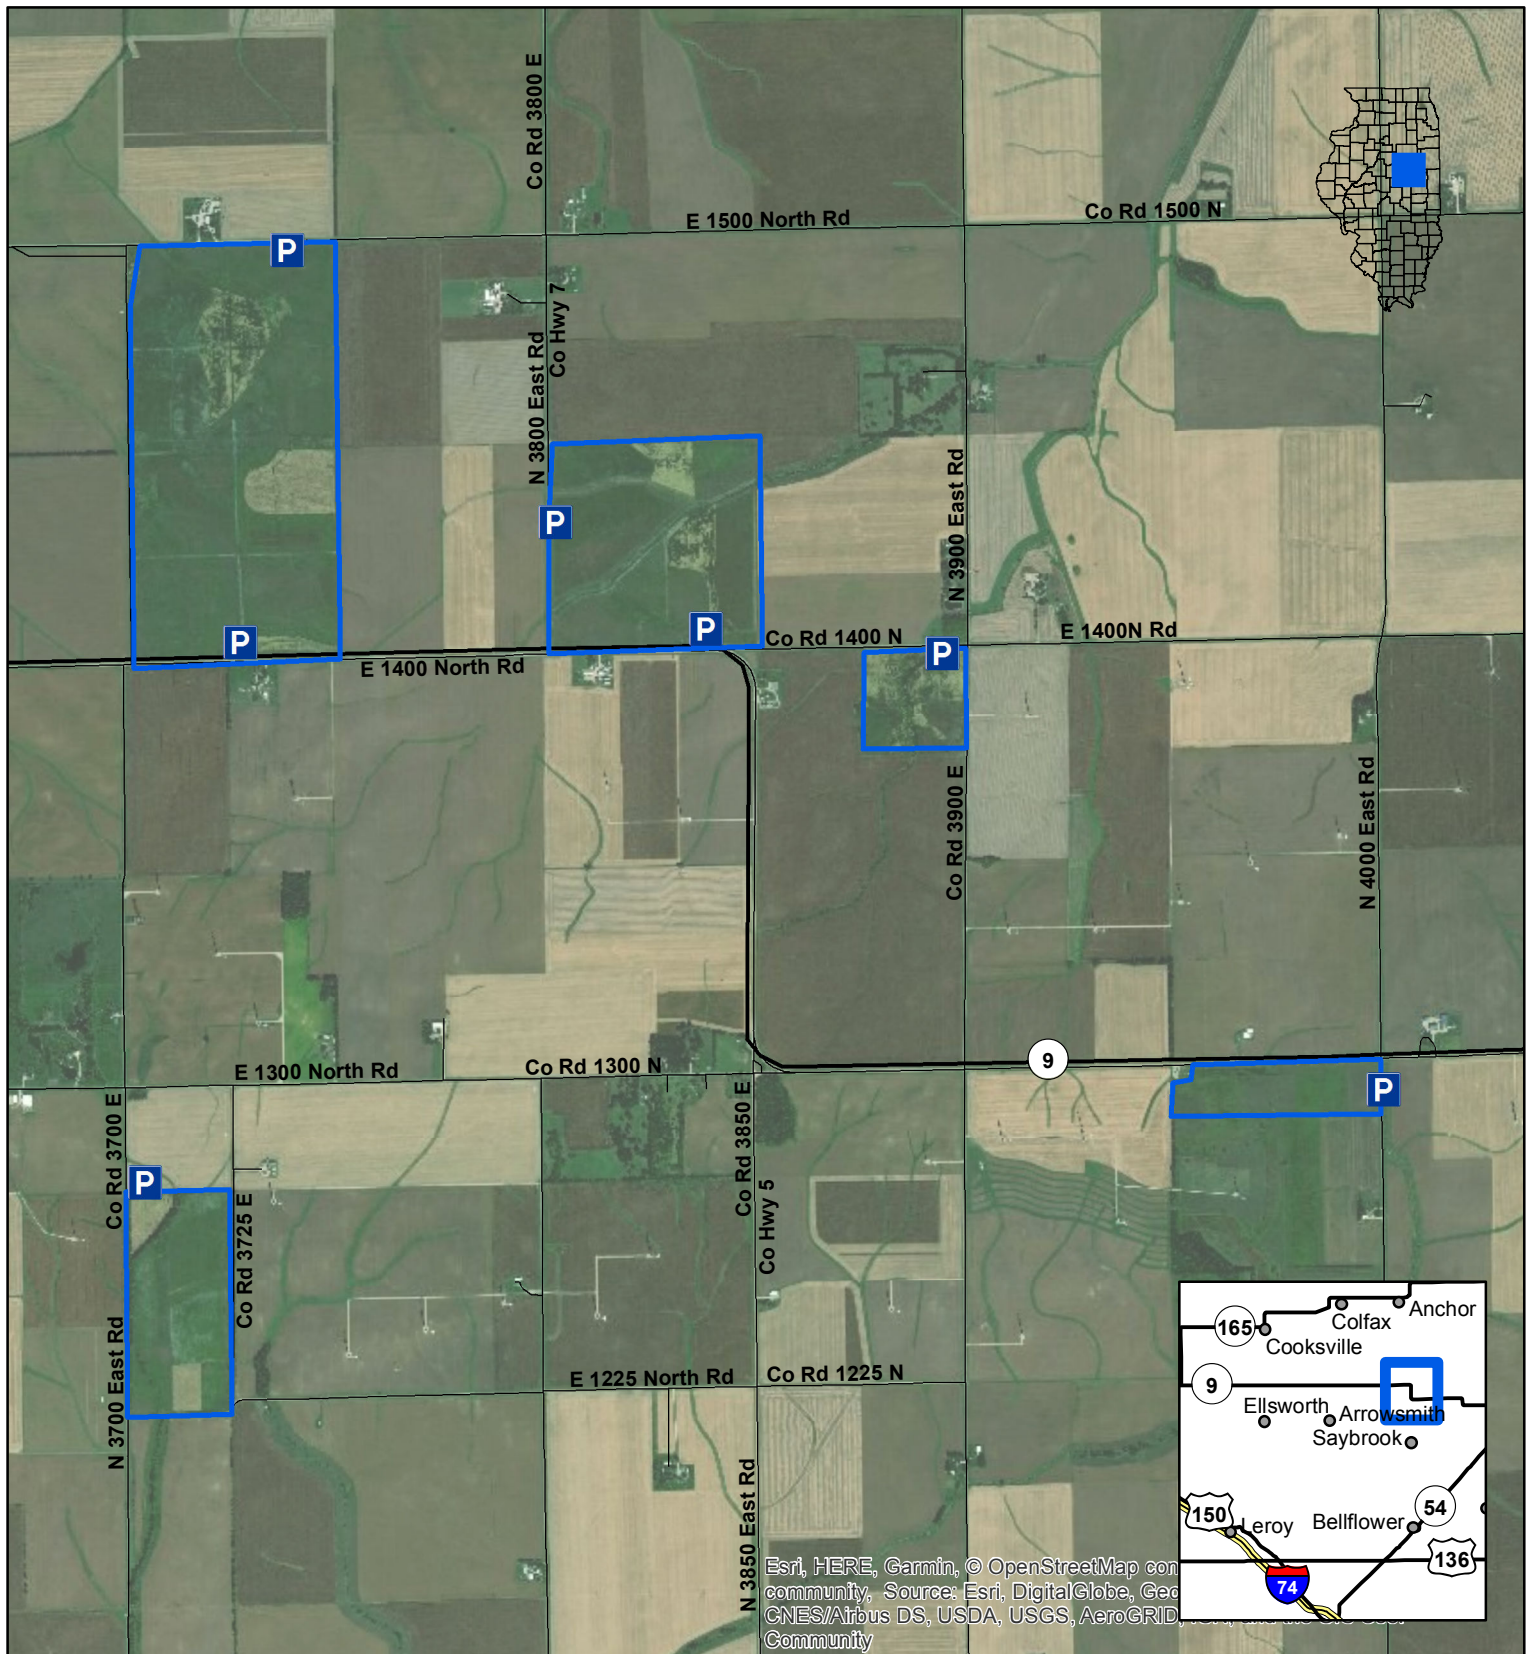 Co Rd 3800 E
E 1500 North Rd
Co Rd 1500 N
P
Co Hwy 7
N 3800 East Rd
P
N 3900 East Rd
P
P
Co Rd 1400 N
E 1400N Rd
P
E 1400 North Rd
Co Rd 3900 E
N 4000 East Rd
9
E 1300 North Rd
Co Rd 1300 N
P
Co Rd 3700 E
Co Rd 3850 E
P
Co Rd 3725 E
Co Hwy 5
N 3700 East Rd
E 1225 North Rd
Co Rd 1225 N
N 3850 East Rd
Anchor
Colfax
165
Cooksville
9
Ellsworth
Arrowsmith
Saybrook
150
Leroy
Bellflower
54
136
74
Esri, HERE, Garmin, © OpenStreetMap con
community, Source: Esri, DigitalGlobe, Geo
CNES/Airbus DS, USDA, USGS, AeroGRID,
Community